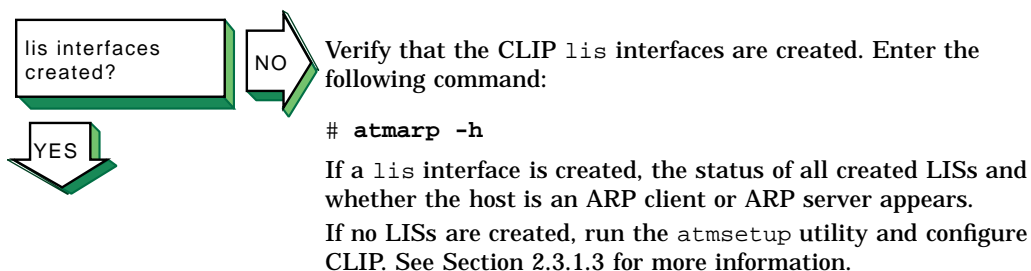 lis interfaces
created?
NO
YES
Verify that the CLIP lis interfaces are created. Enter the
following command:
# atmarp -h
If a lis interface is created, the status of all created LISs and
whether the host is an ARP client or ARP server appears.
If no LISs are created, run the atmsetup utility and configure
CLIP. See Section 2.3.1.3 for more information.